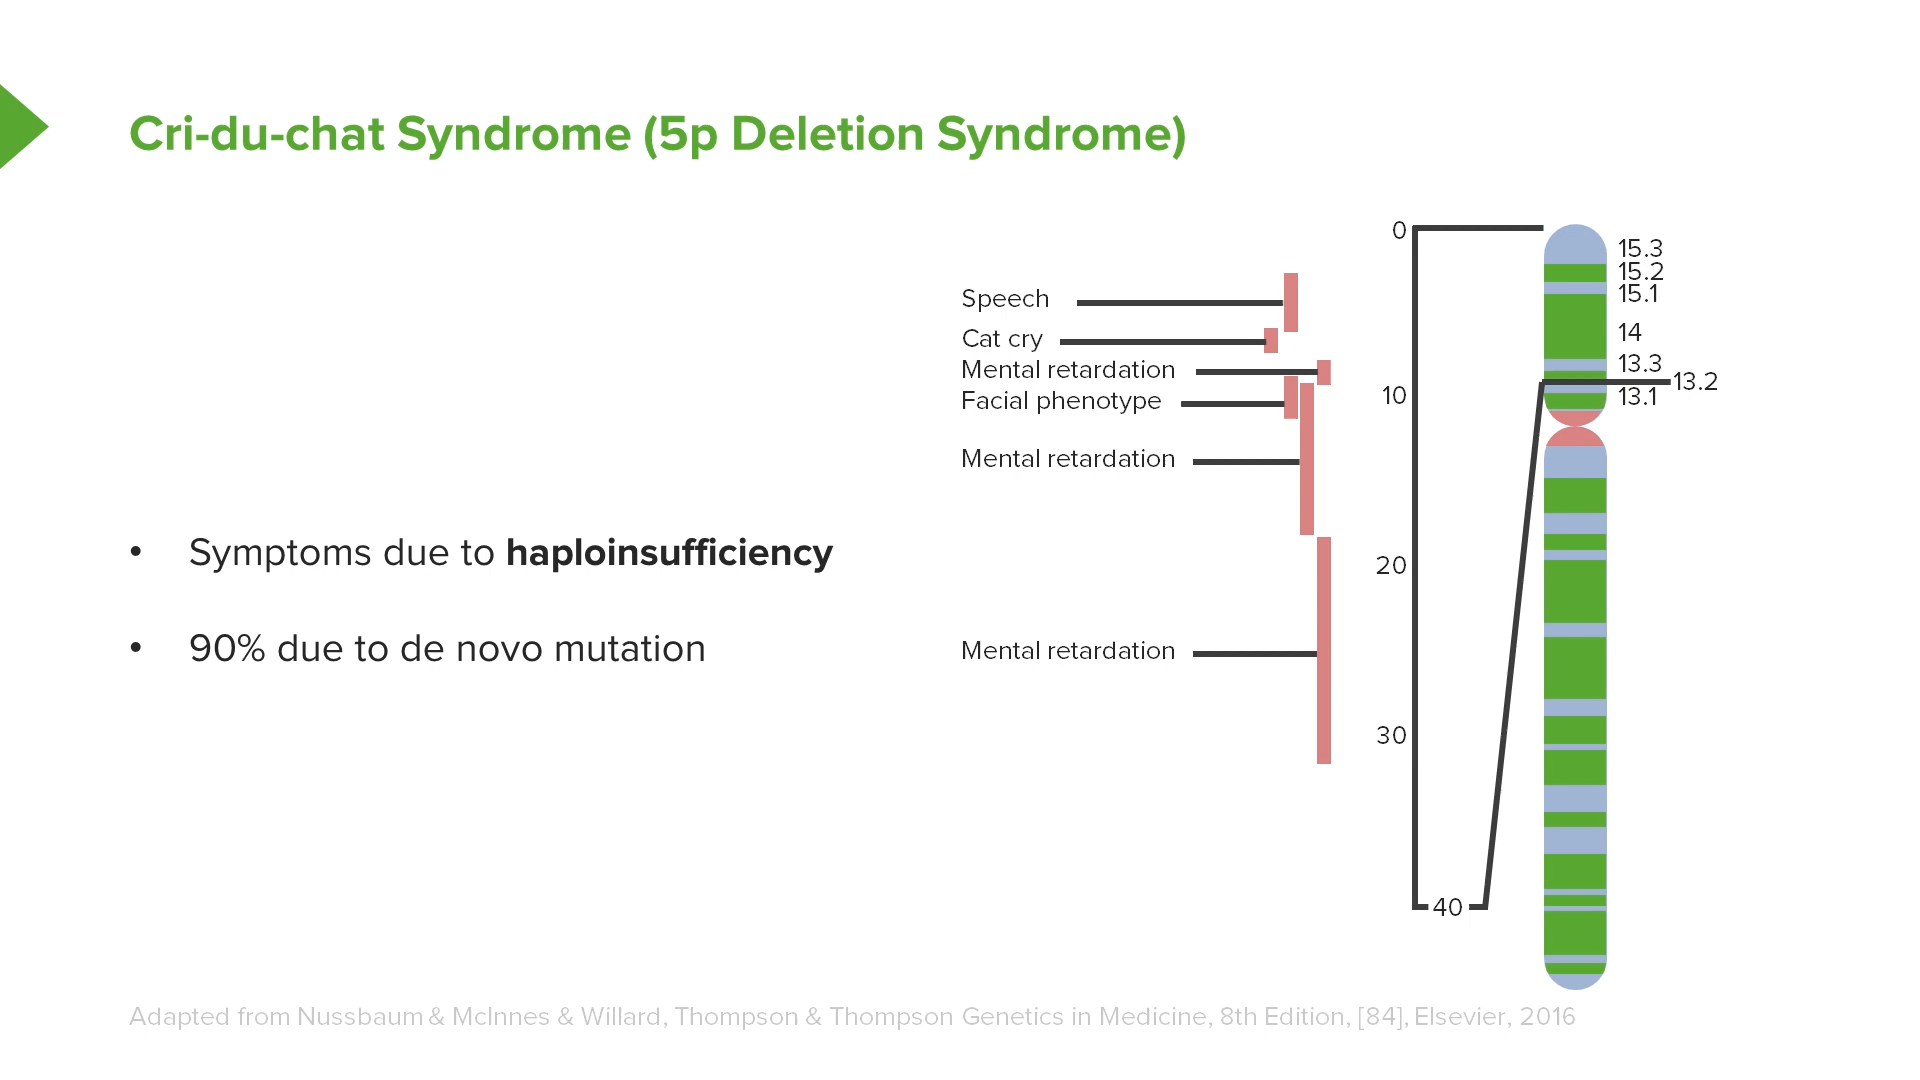 Cri-du-chat Syndrome (5p Deletion Syndrome)
• Symptoms due to haploinsufficiency
• 90% due to de novo mutation
Speech
Cat cry
Mental retardation
Facial phenotype
Mental retardation
Mental retardation
0
10
20
30
40
15.3
15.2
15.1
14
13.3
13.2
13.1
Adapted from Nussbaum & McInnes & Willard, Thompson & Thompson Genetics in Medicine, 8th Edition, [84], Elsevier, 2016